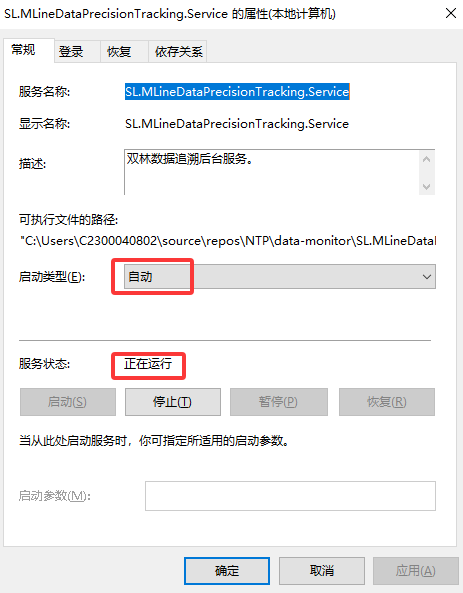 SL.MLineDataPrecisionTracking.Service 的属性(本地计算机)
常规 登录 恢复 依存关系
服务名称: SL.MLineDataPrecisionTracking.Service
显示名称: SL.MLineDataPrecisionTracking.Service
描述: 双林数据追溯后台服务。
可执行文件的路径:
"C:\Users\C2300040802\source\repos\NTP\data-monitor\SL.MLineDataI
启动类型(E): 自动
服务状态: 正在运行
启动(S) 停止(T) 暂停(P) 恢复(R)
当从此处启动服务时，你可指定所适用的启动参数。
启动参数(M):
确定 取消 应用(A)